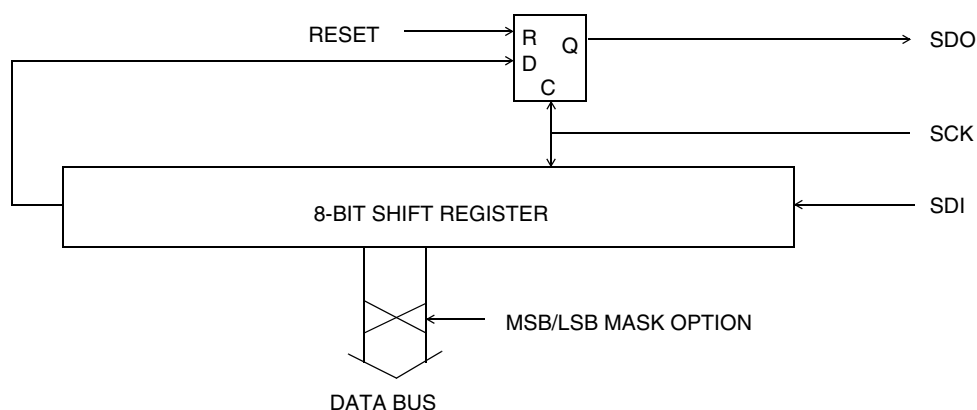 RESET
R
D
Q
C
SDO
SCK
8-BIT SHIFT REGISTER
SDI
MSB/LSB MASK OPTION
DATA BUS